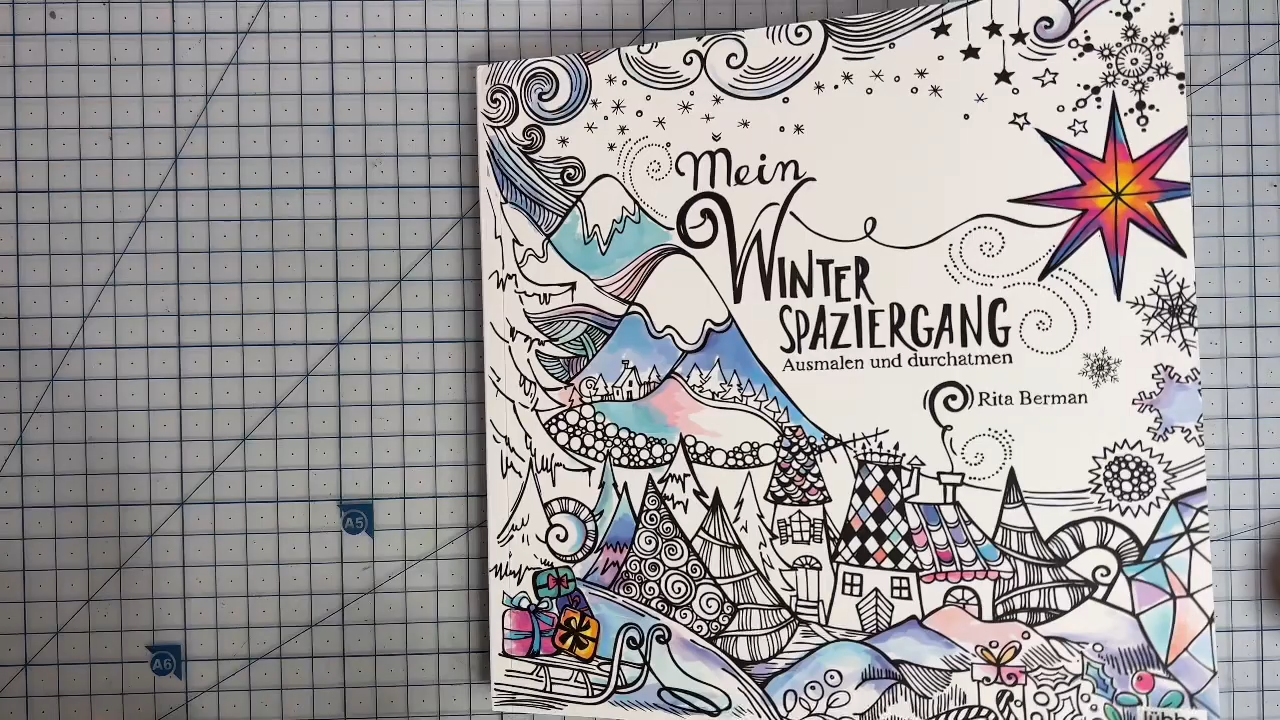 Mein
WINTER
SPAZIERGANG
Ausmalen und durchatmen
Rita Berman
A5
A6